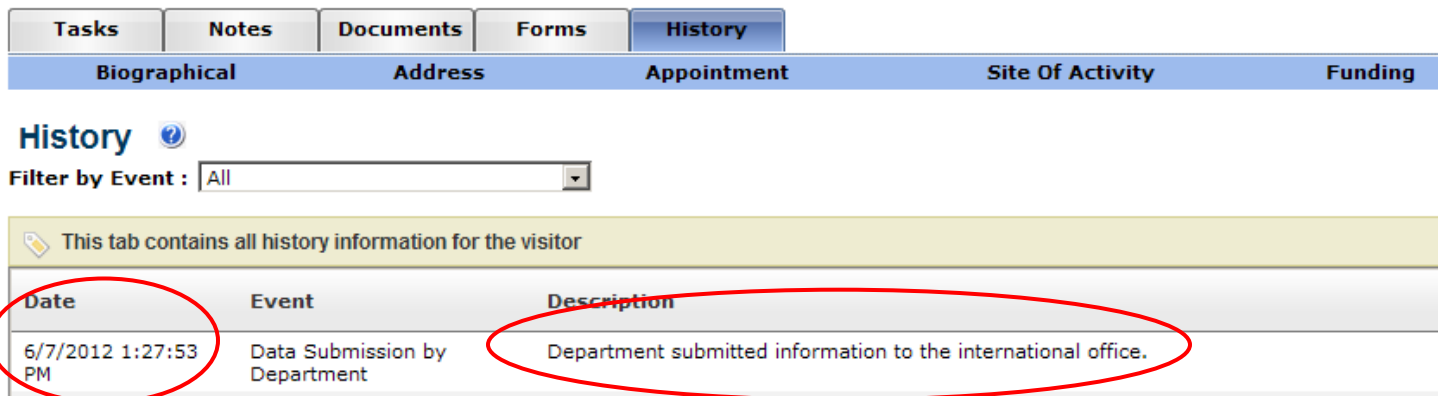 Tasks Notes Documents Forms History
Biographical Address Appointment Site Of Activity Funding
History
Filter by Event : All
This tab contains all history information for the visitor
Date Event Description
6/7/2012 1:27:53 Data Submission by Department submitted information to the international office.
PM Department